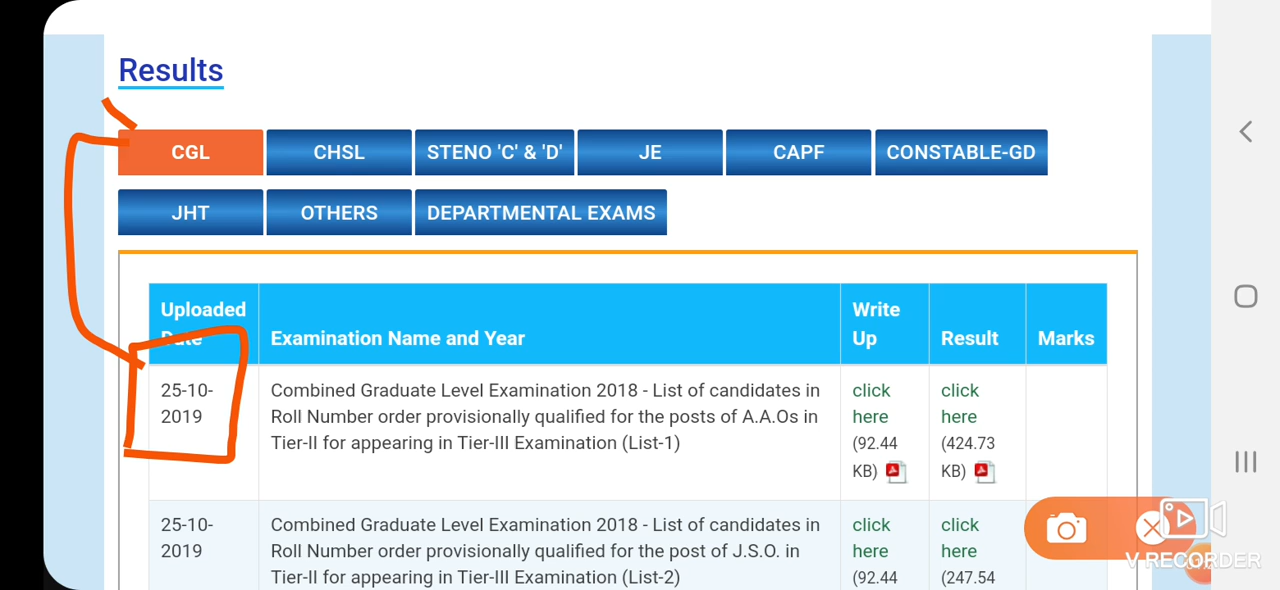 Results
CGL CHSL STENO 'C' & 'D' JE CAPF CONSTABLE-GD
JHT OTHERS DEPARTMENTAL EXAMS
Uploaded Date Examination Name and Year Write Up Result Marks
25-10-2019
Combined Graduate Level Examination 2018 - List of candidates in
Roll Number order provisionally qualified for the posts of A.A.Os in
Tier-II for appearing in Tier-III Examination (List-1)
click here (92.44 KB)
click here (424.73 KB)
25-10-2019
Combined Graduate Level Examination 2018 - List of candidates in
Roll Number order provisionally qualified for the post of J.S.O. in
Tier-II for appearing in Tier-III Examination (List-2)
click here (92.44
click here (247.54
V RECORDER